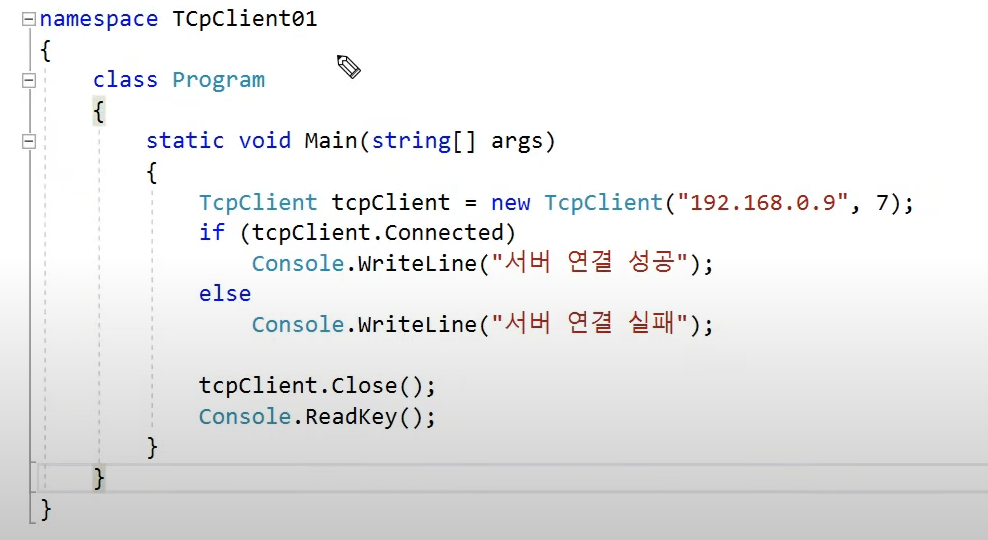 namespace TCpClient01
{
class Program
{
static void Main(string[] args)
{
TcpClient tcpClient = new TcpClient("192.168.0.9", 7);
if (tcpClient.Connected)
Console.WriteLine("서버 연결 성공");
else
Console.WriteLine("서버 연결 실패");
tcpClient.Close();
Console.ReadKey();
}
}
}